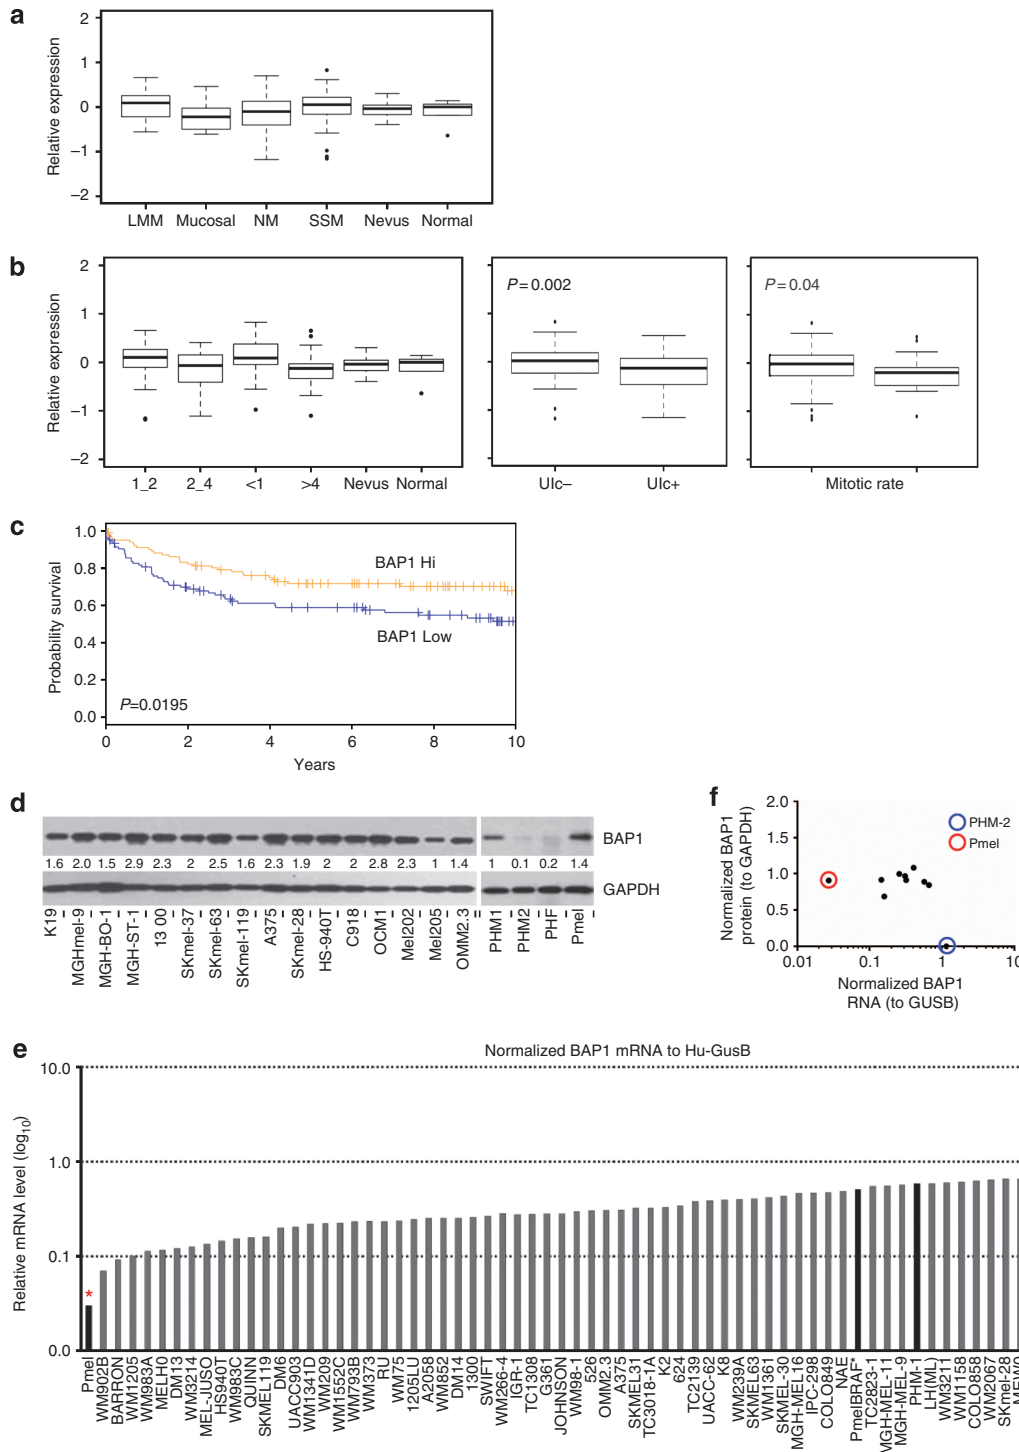 a
2
1
0
−1
−2
Relative expression
LMM Mucosal NM SSM Nevus Normal
b
2
1
0
−1
−2
Relative expression
1_2 2_4 <1 >4 Nevus Normal
P = 0.002
Ulc− Ulc+
P = 0.04
Mitotic rate
c
1.0
0.8
0.6
0.4
0.2
0.0
Probability survival
BAP1 Hi
BAP1 Low
P=0.0195
0 2 4 6 8 10
Years
d
BAP1
1.6 2.0 1.5 2.9 2.3 2 2.5 1.6 2.3 1.9 2 2 2.8 2.3 1 1.4 1 0.1 0.2 1.4
GAPDH
K19
MGHmel-9
MGH-BO-1
MGH-ST-1
13 00
SKmel-37
SKmel-63
SKmel-119
A375
SKmel-28
HS-940T
C918
OCM1
Mel202
Mel205
OMM2.3
PHM1
PHM2
PHF
Pmel
f
2.0
1.5
1.0
0.5
0.0
Normalized BAP1
protein (to GAPDH)
PHM-2
Pmel
0.01 0.1 1 10
Normalized BAP1
RNA (to GUSB)
e
Normalized BAP1 mRNA to Hu-GusB
10.0
1.0
0.1
0.0
Relative mRNA level (log10)
*
Pmel
WM902B
BARRON
WM1205
WM983A
MELH0
DM13
WM3214
MEL-JUSO
HS940T
WM983C
QUINN
SKMEL119
DM6
UACC903
WM1341D
WM209
WM1552C
WM793B
WM373
RU
WM75
1205LU
A2058
WM852
DM14
1300
SWIFT
WM266-4
IGR-1
TC1308
G361
JOHNSON
WM98-1
526
OMM2.3
A375
SKMEL31
TC3018-1A
K2
624
TC2139
UACC-62
K8
WM239A
SKMEL63
WM1361
SKMEL-30
MGH-MEL16
IPC-298
COLO849
NAE
PmelBRAF*
TC2823-1
MGH-MEL-11
MGH-MEL-9
PHM-1
LH(ML)
WM3211
WM1158
COLO858
WM2067
SKmel-28